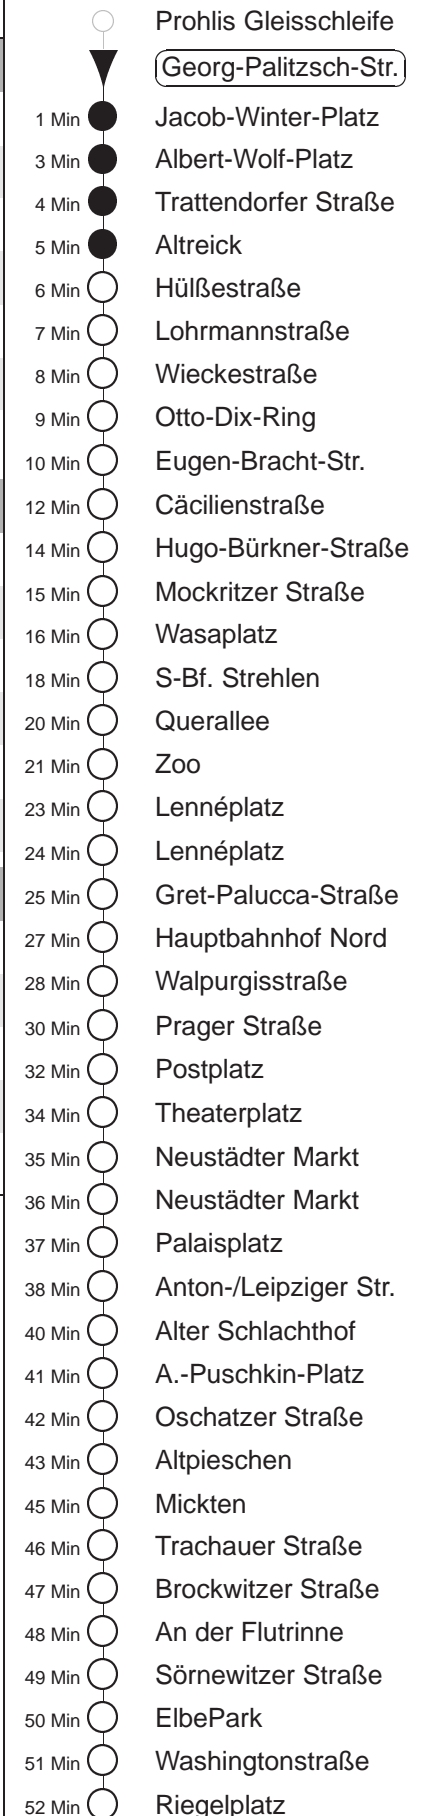 Prohlis Gleisschleife
Georg-Palitzsch-Str.
1 Min Jacob-Winter-Platz
3 Min Albert-Wolf-Platz
4 Min Trattendorfer Straße
5 Min Altreick
6 Min Hülßestraße
7 Min Lohrmannstraße
8 Min Wieckestraße
9 Min Otto-Dix-Ring
10 Min Eugen-Bracht-Str.
12 Min Cäcilienstraße
14 Min Hugo-Bürkner-Straße
15 Min Mockritzer Straße
16 Min Wasaplatz
18 Min S-Bf. Strehlen
20 Min Querallee
21 Min Zoo
23 Min Lennéplatz
24 Min Lennéplatz
25 Min Gret-Palucca-Straße
27 Min Hauptbahnhof Nord
28 Min Walpurgisstraße
30 Min Prager Straße
32 Min Postplatz
34 Min Theaterplatz
35 Min Neustädter Markt
36 Min Neustädter Markt
37 Min Palaisplatz
38 Min Anton-/Leipziger Str.
40 Min Alter Schlachthof
41 Min A.-Puschkin-Platz
42 Min Oschatzer Straße
43 Min Altpieschen
45 Min Mickten
46 Min Trachauer Straße
47 Min Brockwitzer Straße
48 Min An der Flutrinne
49 Min Sörnewitzer Straße
50 Min ElbePark
51 Min Washingtonstraße
52 Min Riegelplatz